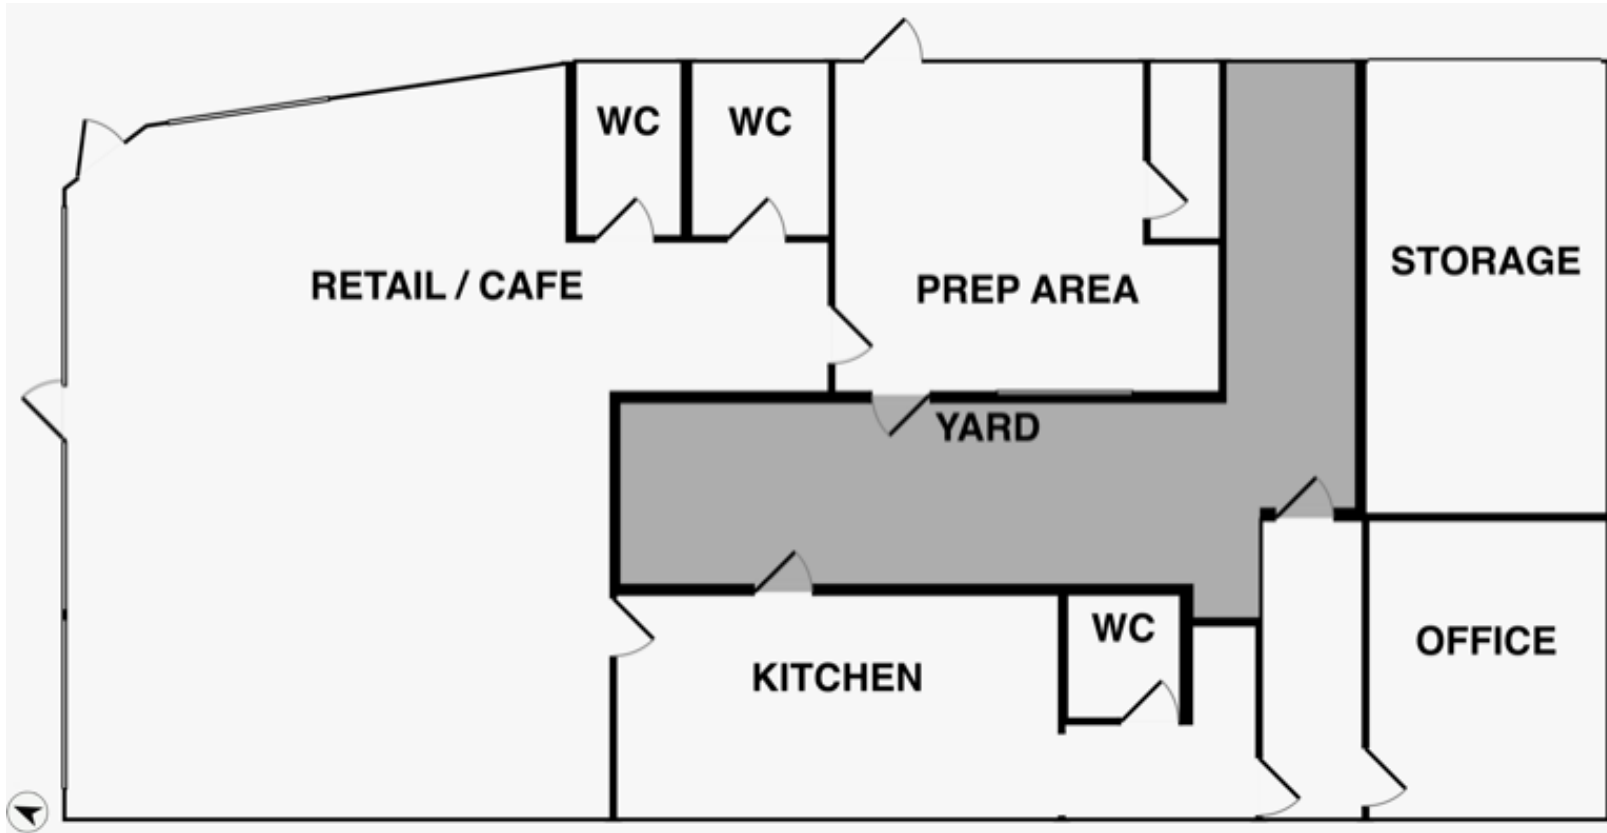 WC
WC
RETAIL / CAFE
PREP AREA
STORAGE
YARD
WC
OFFICE
KITCHEN